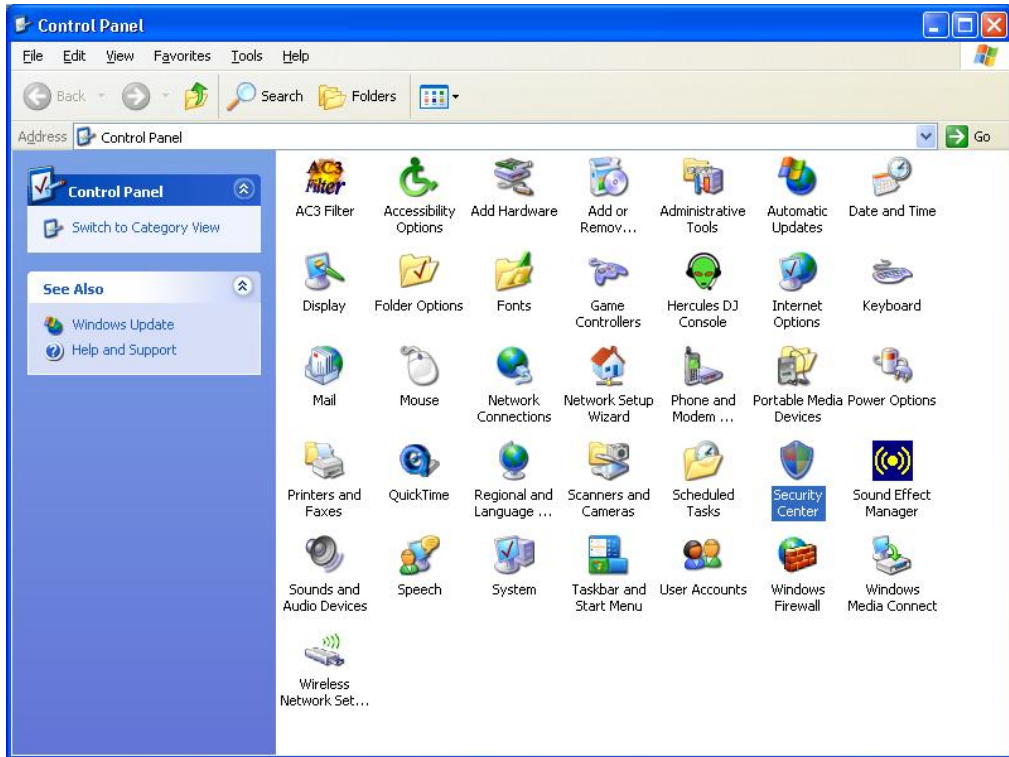 Control Panel
File Edit View Favorites Tools Help
Back Search Folders
Address Control Panel Go
Control Panel
Switch to Category View
See Also
Windows Update
Help and Support
AC3 Filter
AC3 Filter
Accessibility Options
Add Hardware
Add or Remov...
Administrative Tools
Automatic Updates
Date and Time
Display
Folder Options
Fonts
Game Controllers
Hercules DJ Console
Internet Options
Keyboard
Mail
Mouse
Network Connections
Network Setup Wizard
Phone and Modem ...
Portable Media Devices
Power Options
Printers and Faxes
QuickTime
Regional and Language ...
Scanners and Cameras
Scheduled Tasks
Security Center
Sound Effect Manager
Sounds and Audio Devices
Speech
System
Taskbar and Start Menu
User Accounts
Windows Firewall
Windows Media Connect
Wireless Network Set...